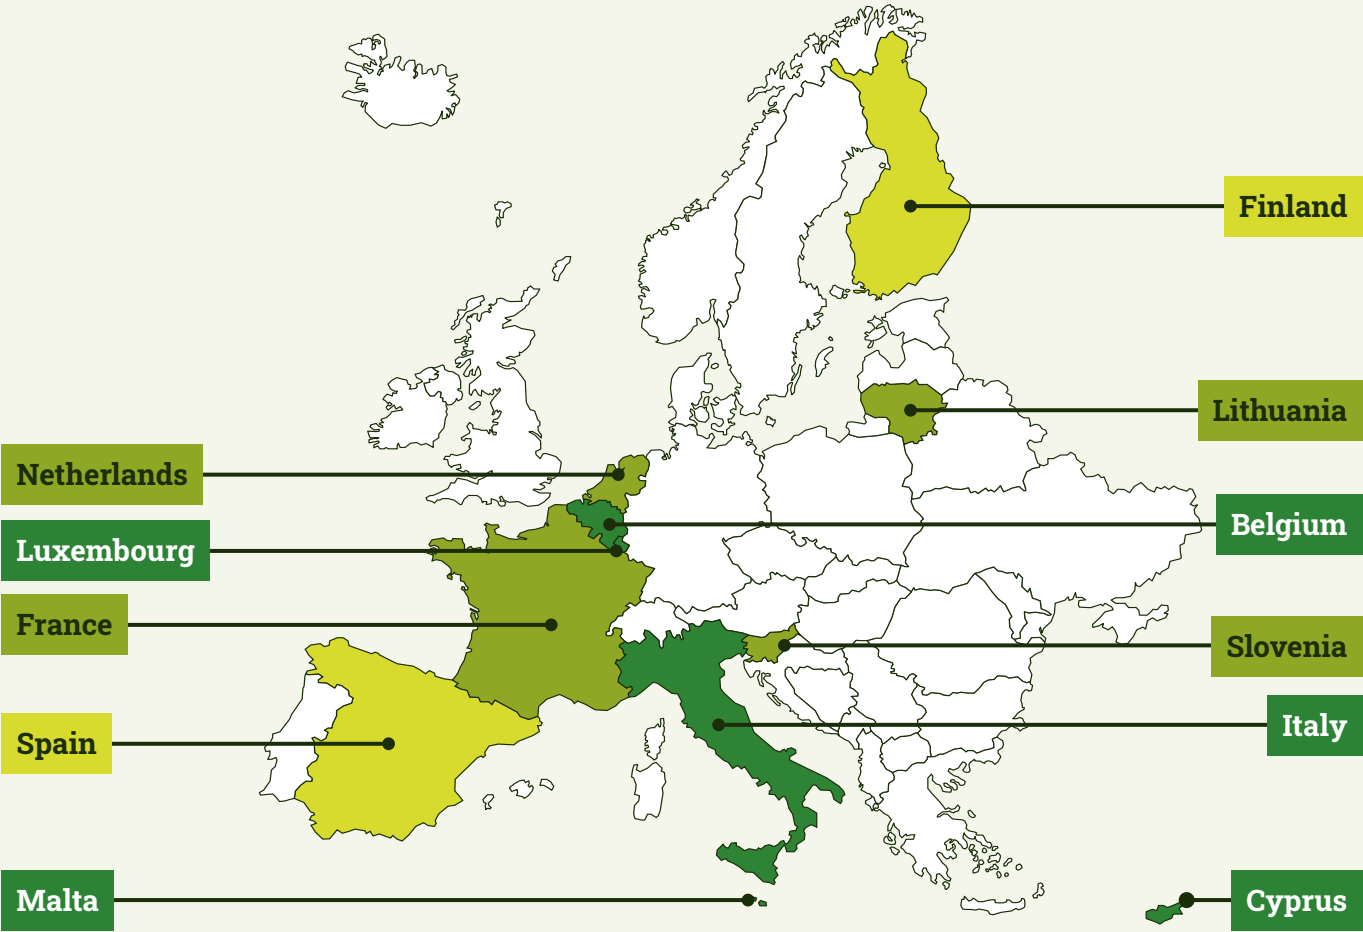 Finland
Lithuania
Netherlands
Belgium
Luxembourg
France
Slovenia
Italy
Spain
Malta
Cyprus